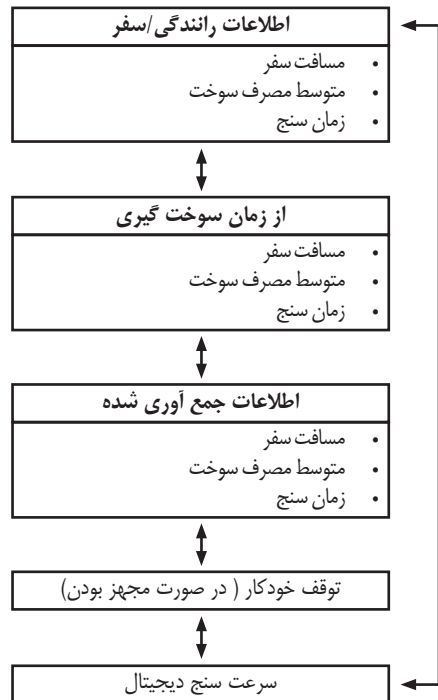 اطلاعات رانندگی/سفر
• مسافت سفر
• متوسط مصرف سوخت
• زمان سنج
از زمان سوخت گیری
• مسافت سفر
• متوسط مصرف سوخت
• زمان سنج
اطلاعات جمع آوری شده
• مسافت سفر
• متوسط مصرف سوخت
• زمان سنج
توقف خودکار ( در صورت مجهز بودن)
سرعت سنج دیجیتال